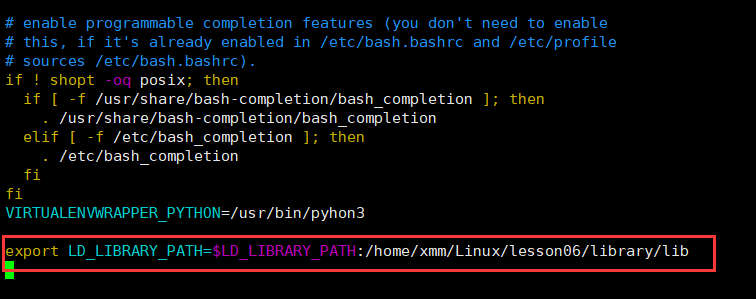 # enable programmable completion features (you don't need to enable
# this, if it's already enabled in /etc/bash.bashrc and /etc/profile
# sources /etc/bash.bashrc).
if ! shopt -oq posix; then
  if [ -f /usr/share/bash-completion/bash_completion ]; then
    . /usr/share/bash-completion/bash_completion
  elif [ -f /etc/bash_completion ]; then
    . /etc/bash_completion
  fi
fi
VIRTUALENVWRAPPER_PYTHON=/usr/bin/pyhon3
export LD_LIBRARY_PATH=$LD_LIBRARY_PATH:/home/xmm/Linux/lesson06/library/lib